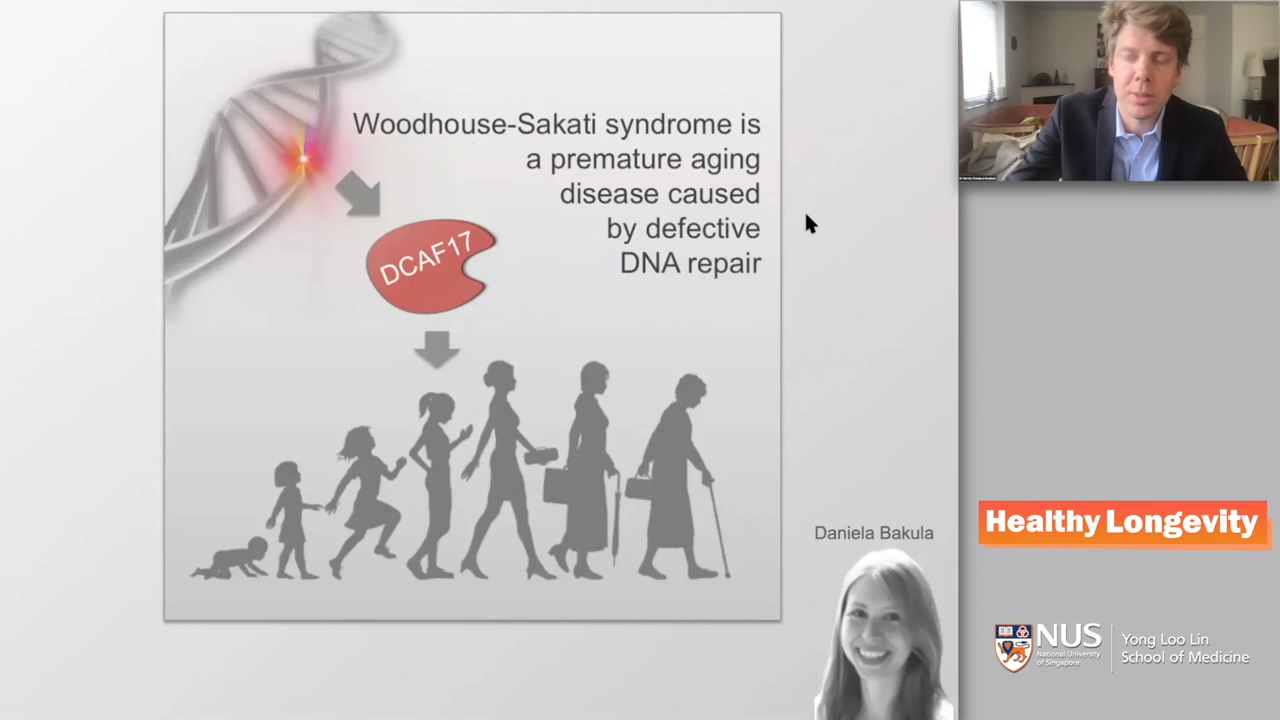 Woodhouse-Sakati syndrome is
a premature aging
disease caused
by defective
DNA repair
DCAF17
Daniela Bakula
Healthy Longevity
NUS
National University
of Singapore
Yong Loo Lin
School of Medicine